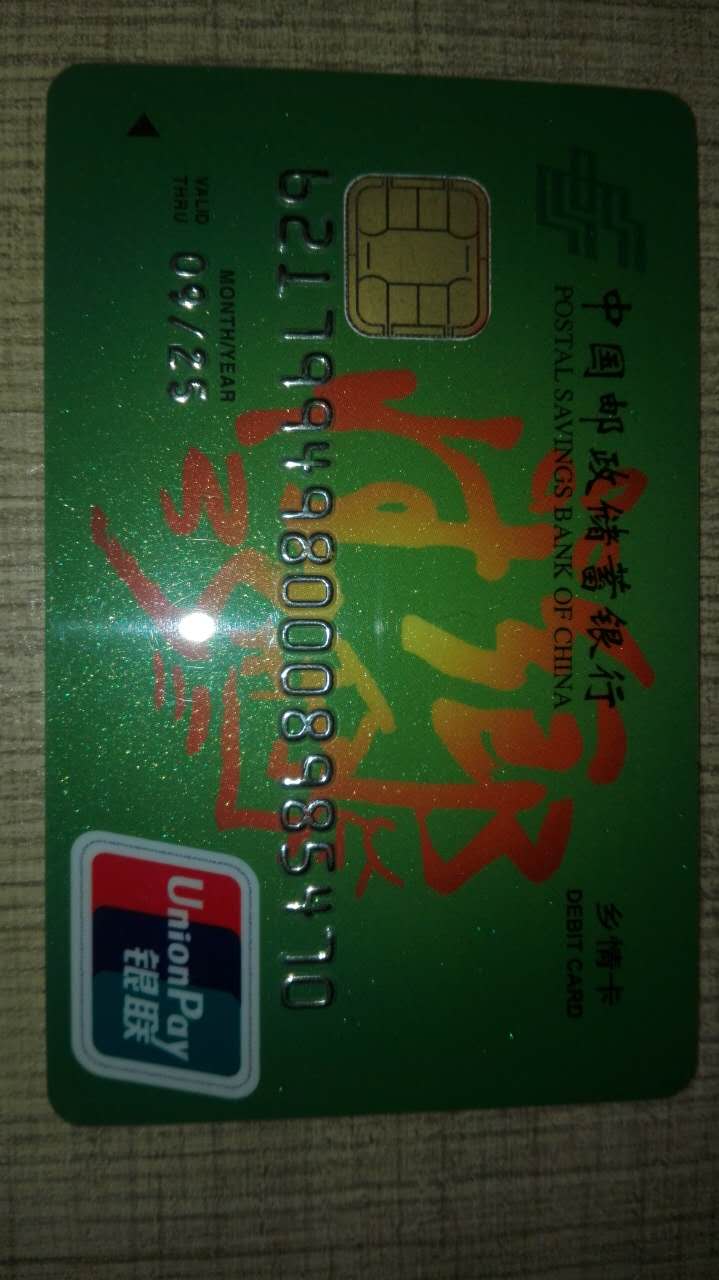 中国邮政储蓄银行
POSTAL SAVINGS BANK OF CHINA
乡情卡
DEBIT CARD
6217994980008985470
MONTH/YEAR
VALID THRU 09/25
UnionPay
银联